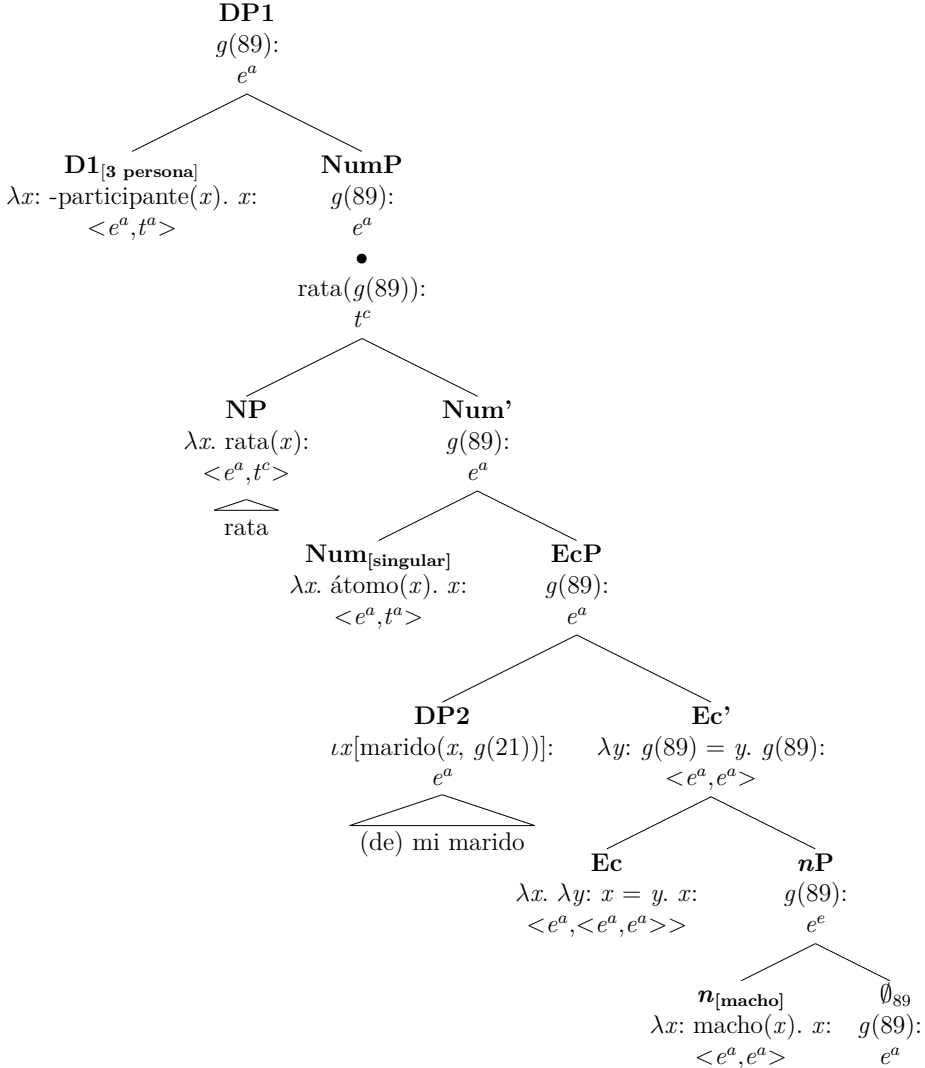 DP1
g(89):
e^a
D1[3 persona] NumP
λx: -participante(x). x: g(89):
<e^a,t^a> e^a
•
rata(g(89)):
t^c
NP Num'
λx. rata(x): g(89):
<e^a,t^c> e^a
rata
Num[singular] EcP
λx. átomo(x). x: g(89):
<e^a,t^a> e^a
DP2 Ec'
ιx[marido(x, g(21))]: λy: g(89) = y. g(89):
e^a <e^a,e^a>
(de) mi marido
Ec nP
λx. λy: x = y. x: g(89):
<e^a,<e^a,e^a>> e^e
n[macho] ∅89
λx: macho(x). x: g(89):
<e^a,e^a> e^a